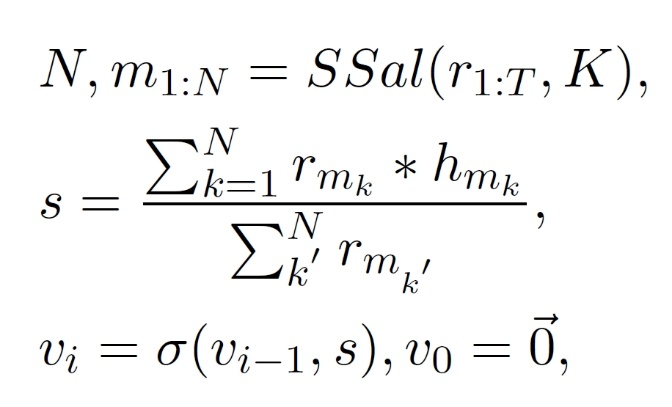 N, m_{1:N} = SSal(r_{1:T}, K),
s = \frac{\sum_{k=1}^{N} r_{m_k} * h_{m_k}}{\sum_{k'}^{N} r_{m_{k'}}},
v_i = \sigma(v_{i-1}, s), v_0 = \vec{0},